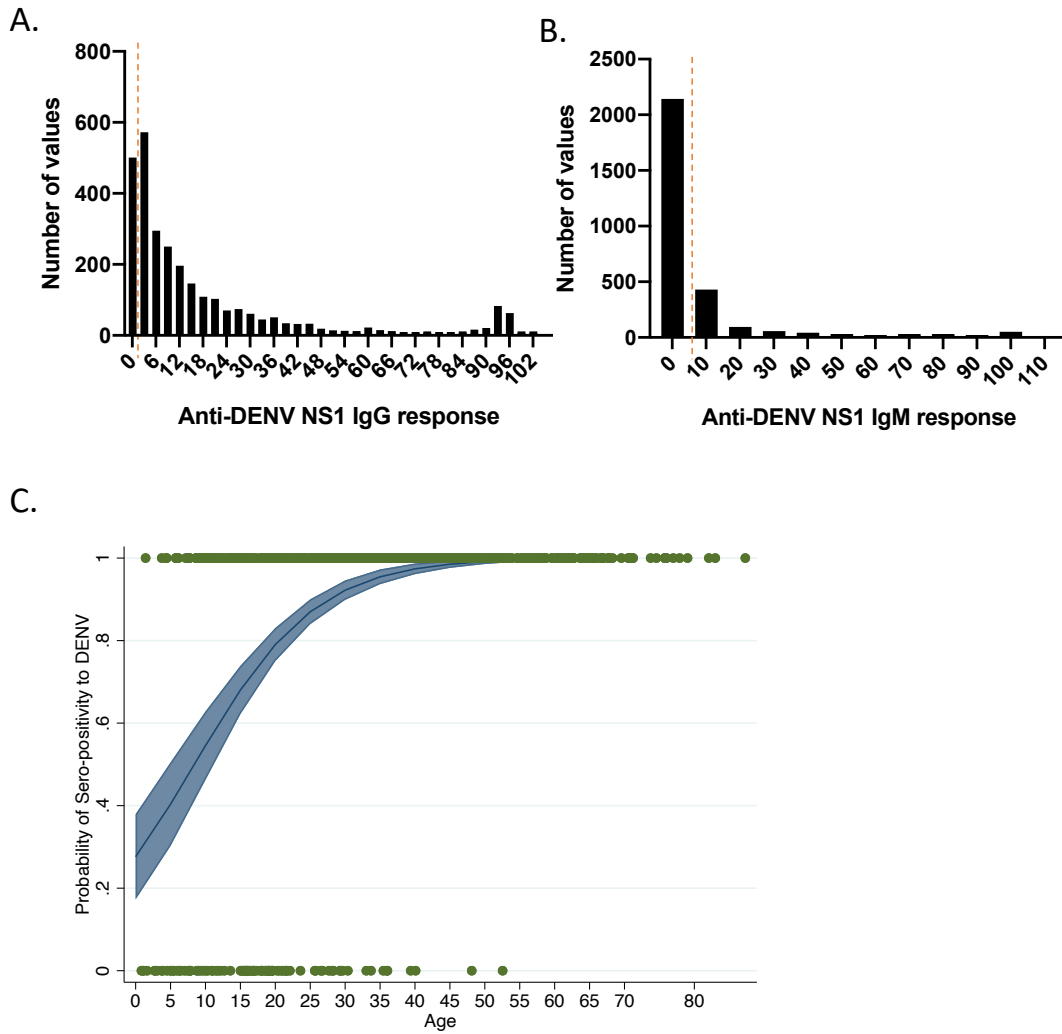 A.
800
600
400
200
0
Number of values
0 6 12 18 24 30 36 42 48 54 60 66 72 78 84 90 96 102
Anti-DENV NS1 IgG response
B.
2500
2000
1500
1000
500
0
Number of values
0 10 20 30 40 50 60 70 80 90 100 110
Anti-DENV NS1 IgM response
C.
1
.8
.6
.4
.2
0
Probability of Sero-positivity to DENV
0 5 10 15 20 25 30 35 40 45 50 55 60 65 70 80
Age